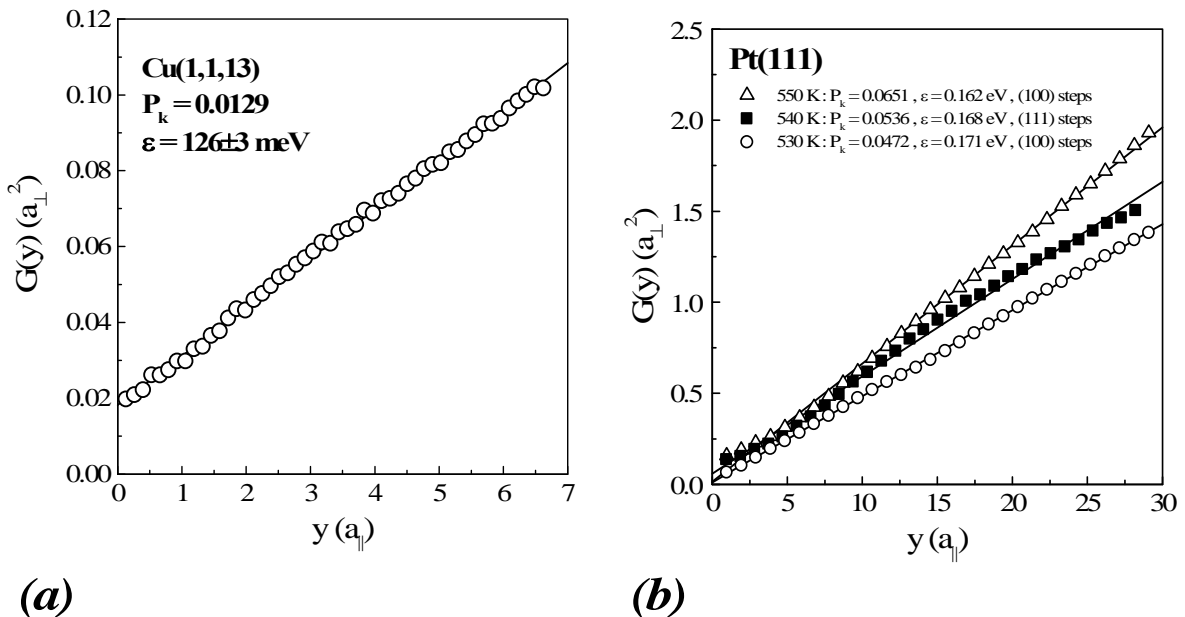 0.12
0.10
0.08
0.06
0.04
0.02
0.00
G(y) (a⊥²)
Cu(1,1,13)
Pₖ = 0.0129
ε = 126±3 meV
0 1 2 3 4 5 6 7
y (a∥)
(a)
2.5
2.0
1.5
1.0
0.5
0.0
G(y) (a⊥²)
Pt(111)
550 K: Pₖ = 0.0651 , ε = 0.162 eV, (100) steps
540 K: Pₖ = 0.0536 , ε = 0.168 eV, (111) steps
530 K: Pₖ = 0.0472 , ε = 0.171 eV, (100) steps
0 5 10 15 20 25 30
y (a∥)
(b)